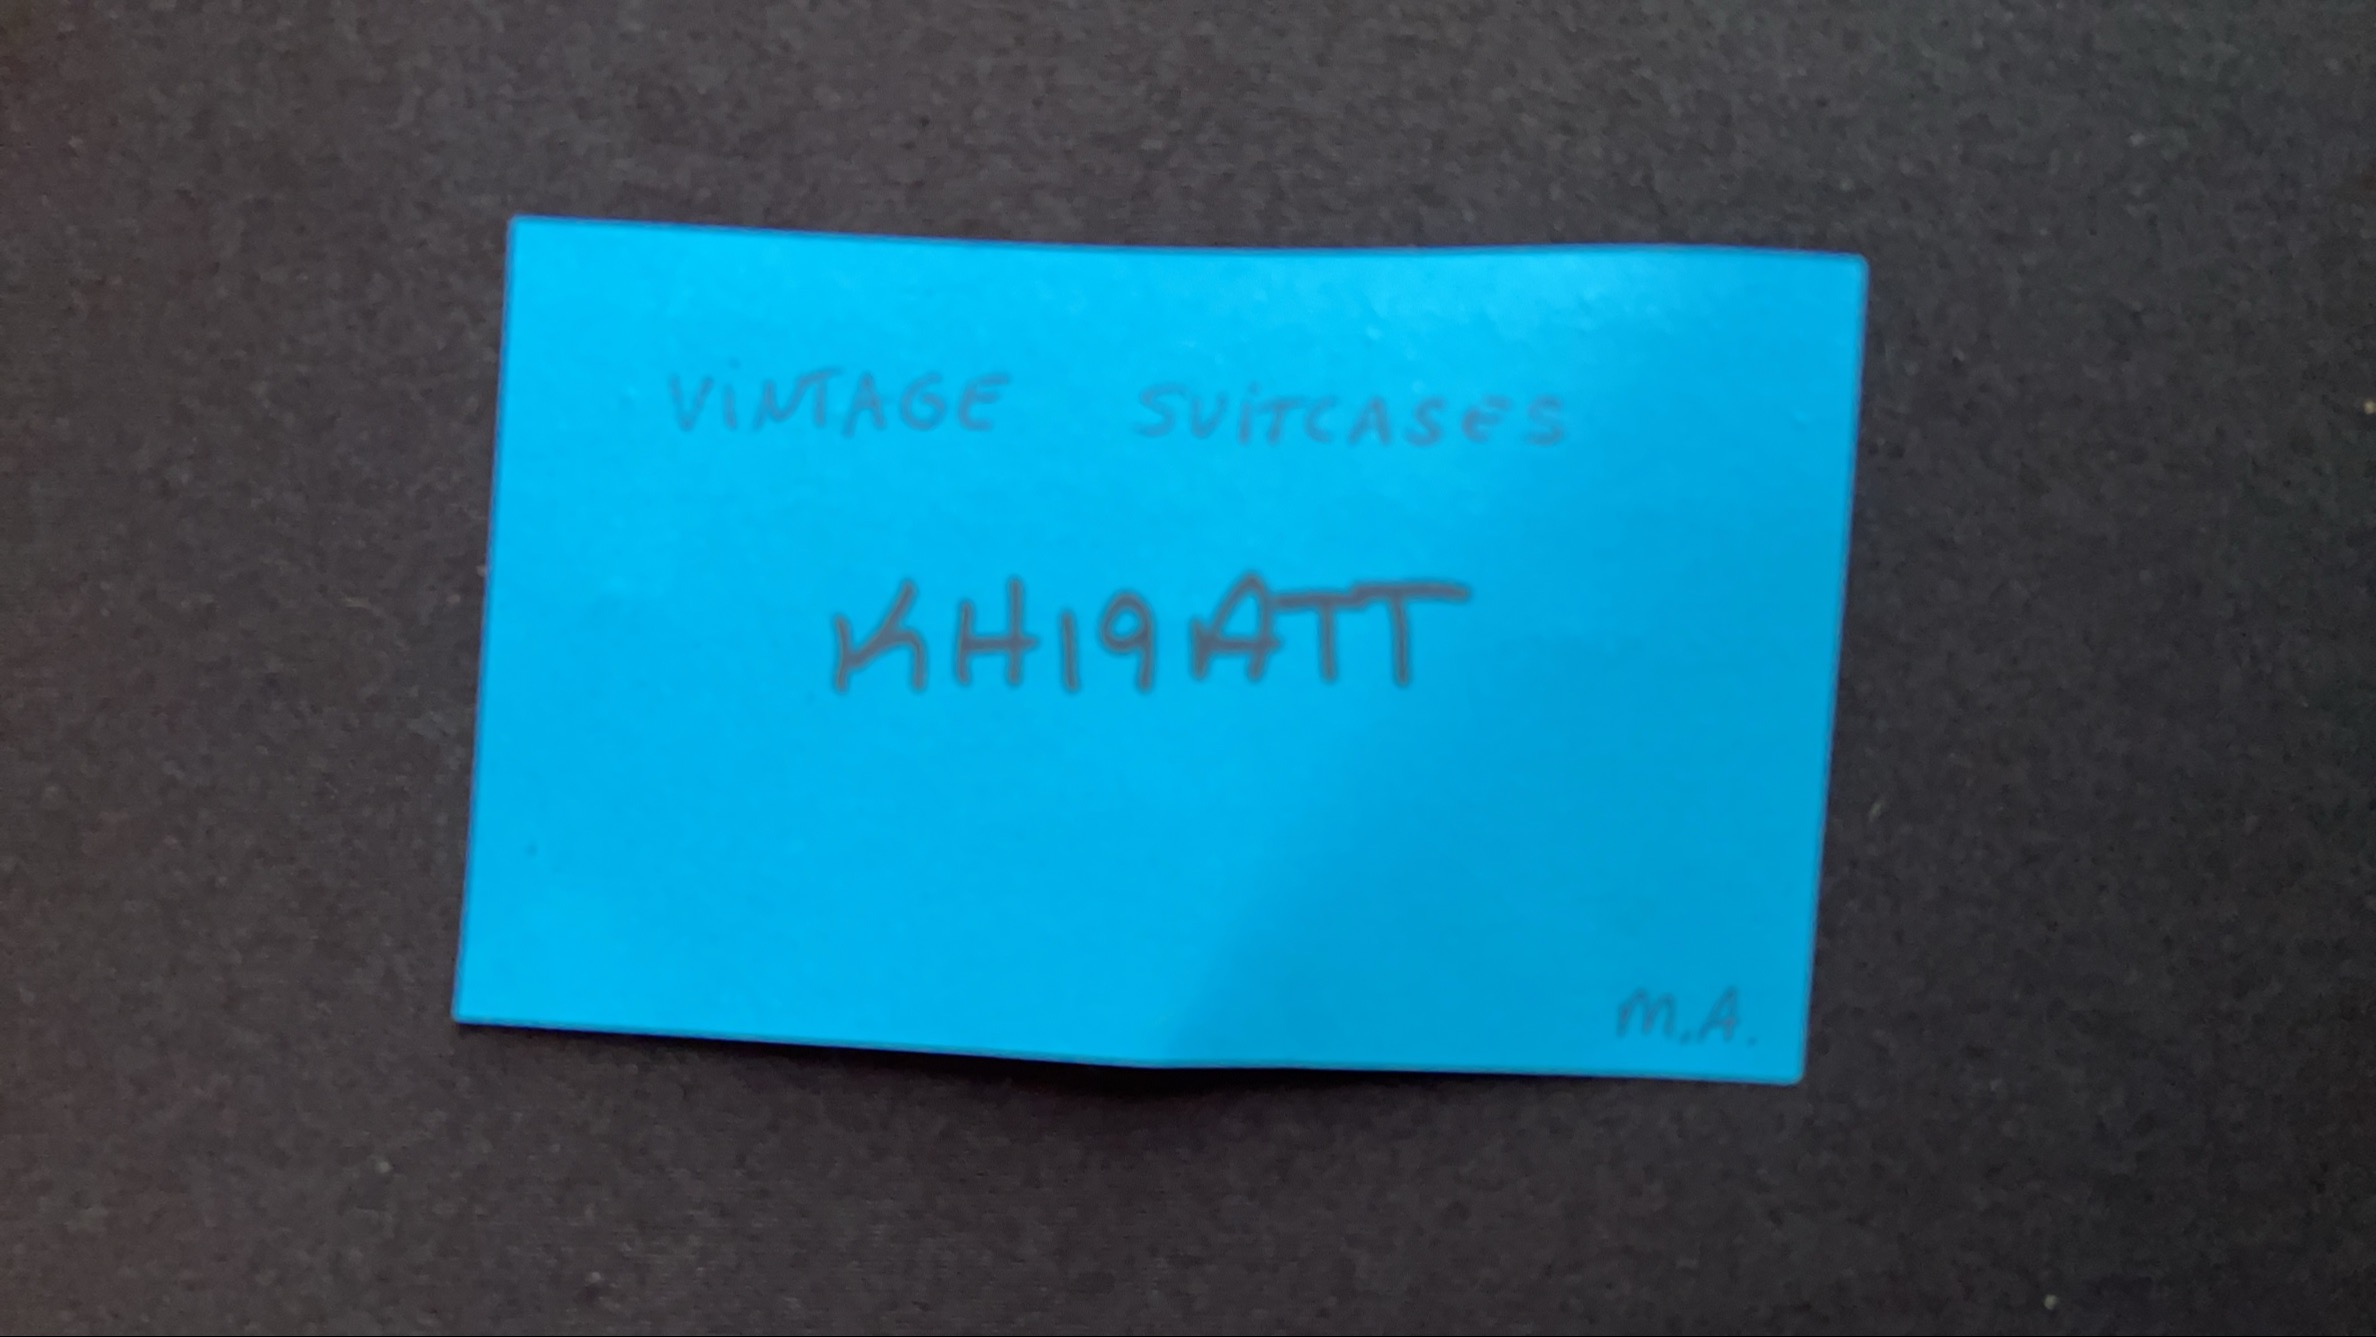 ViNTAGE SUiTCASES
KH19ATT
M.A.